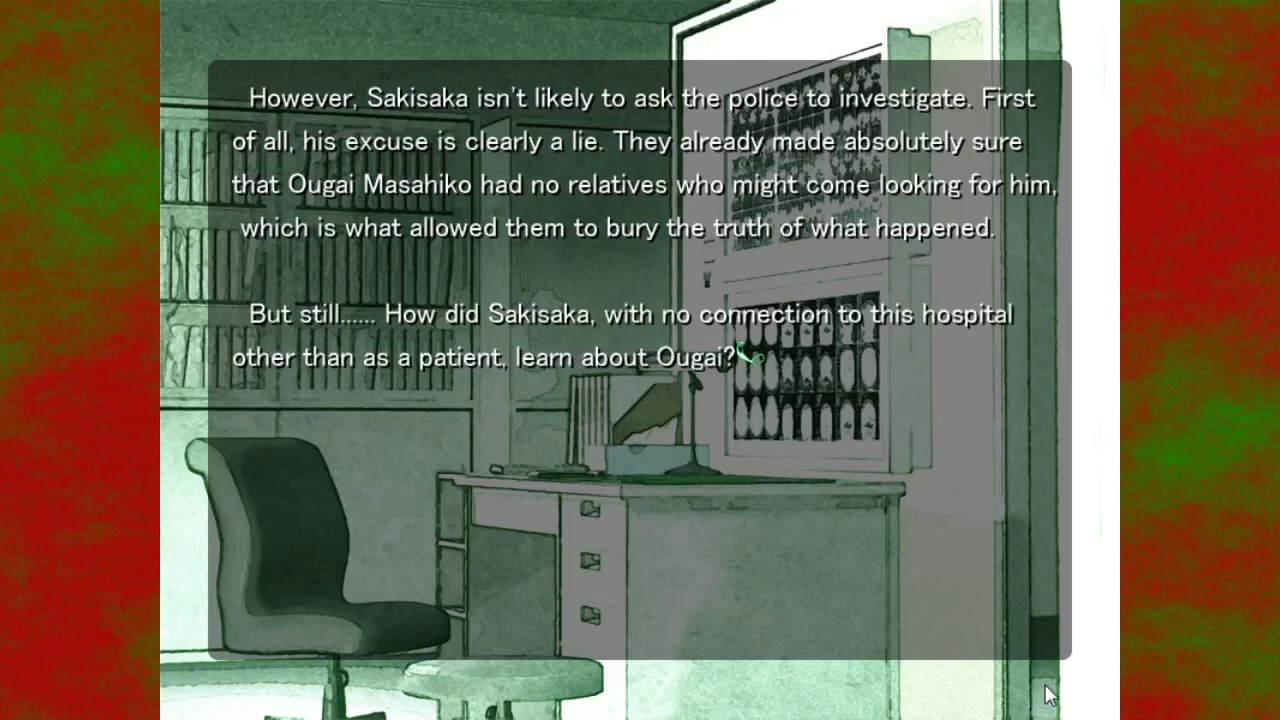 However, Sakisaka isn't likely to ask the police to investigate. First
of all, his excuse is clearly a lie. They already made absolutely sure
that Ougai Masahiko had no relatives who might come looking for him,
which is what allowed them to bury the truth of what happened.
But still...... How did Sakisaka, with no connection to this hospital
other than as a patient, learn about Ougai?